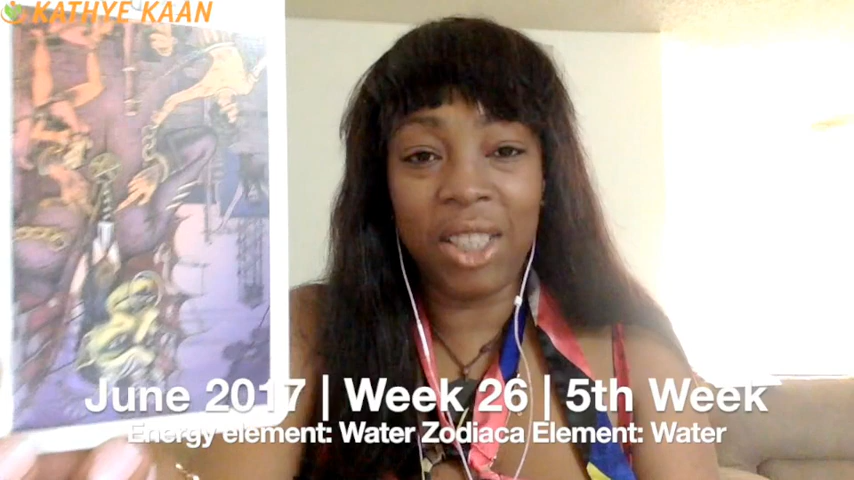 KATHYE KAAN
June 2017 | Week 26 | 5th Week
Energy element: Water Zodiaca Element: Water